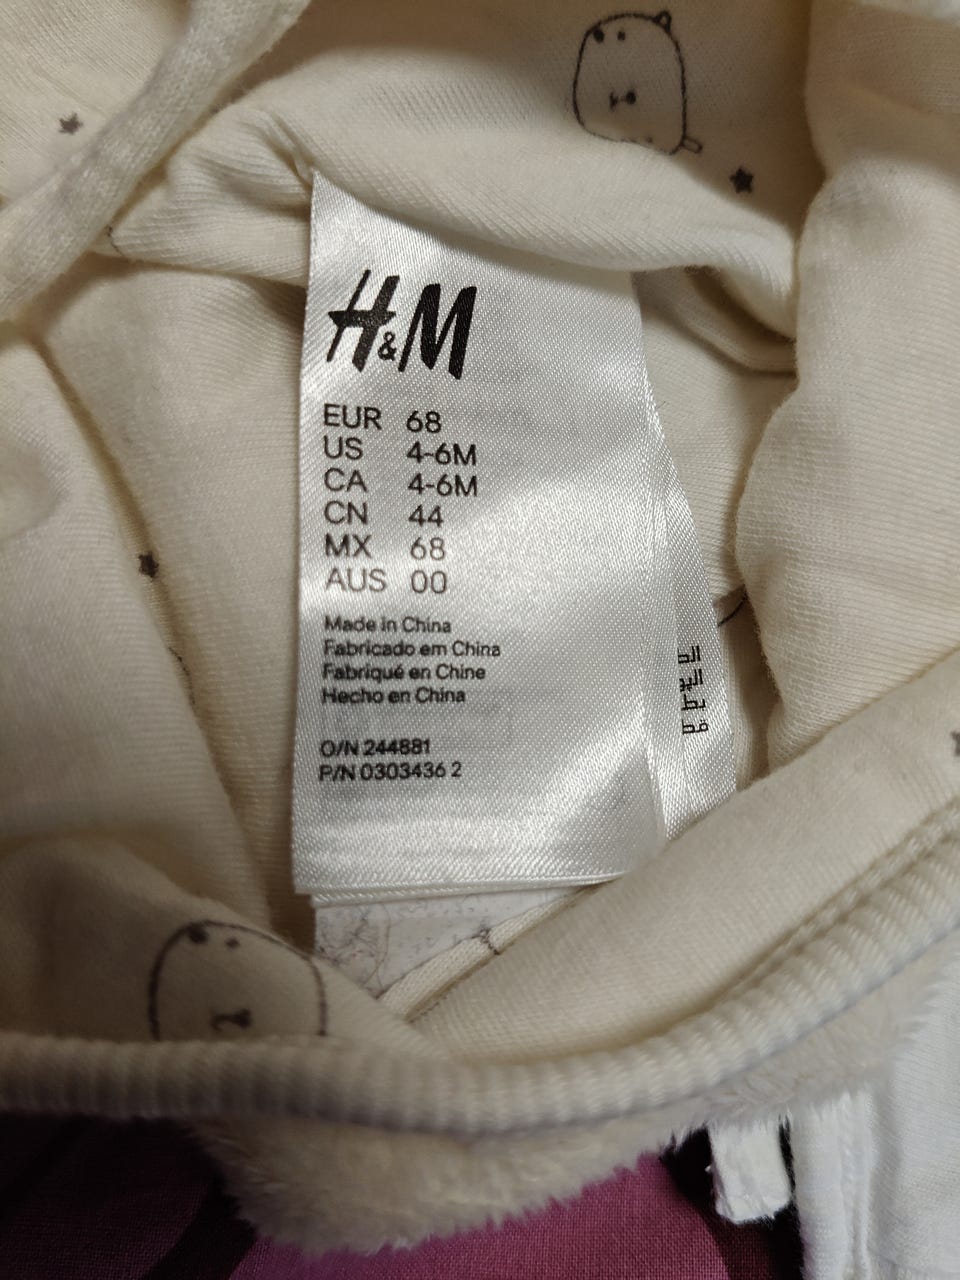 H&M
EUR 68
US 4-6M
CA 4-6M
CN 44
MX 68
AUS 00
Made in China
Fabricado em China
Fabriqué en Chine
Hecho en China
O/N 244881
P/N 0303436 2